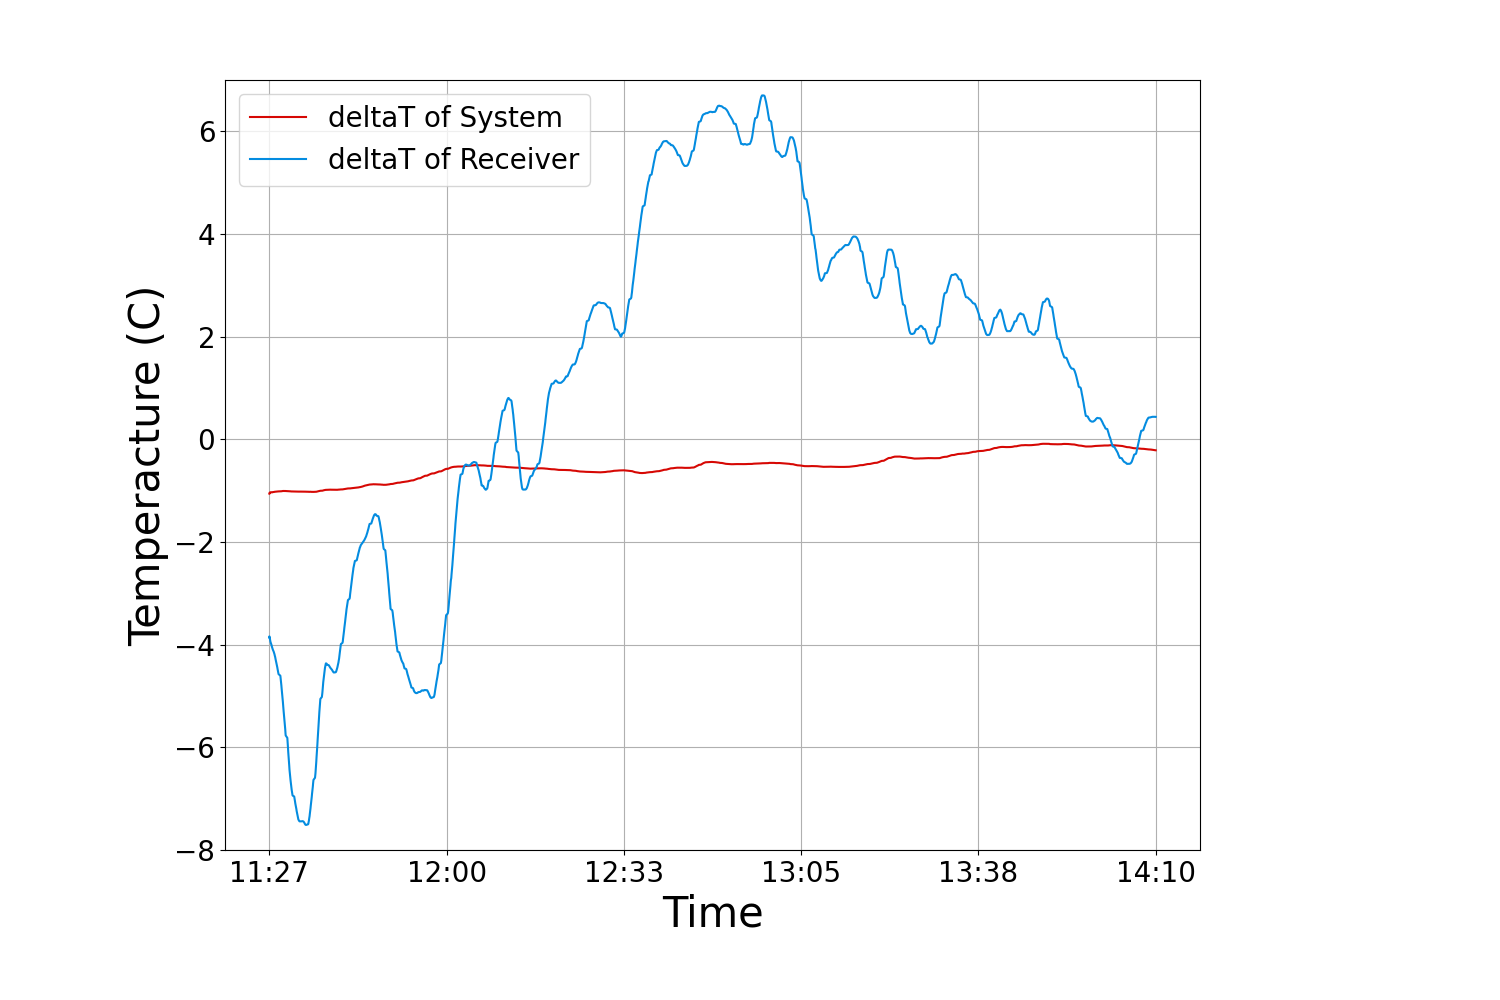 deltaT of System
deltaT of Receiver
6
4
2
0
−2
−4
−6
−8
Temperacture (C)
11:27 12:00 12:33 13:05 13:38 14:10
Time